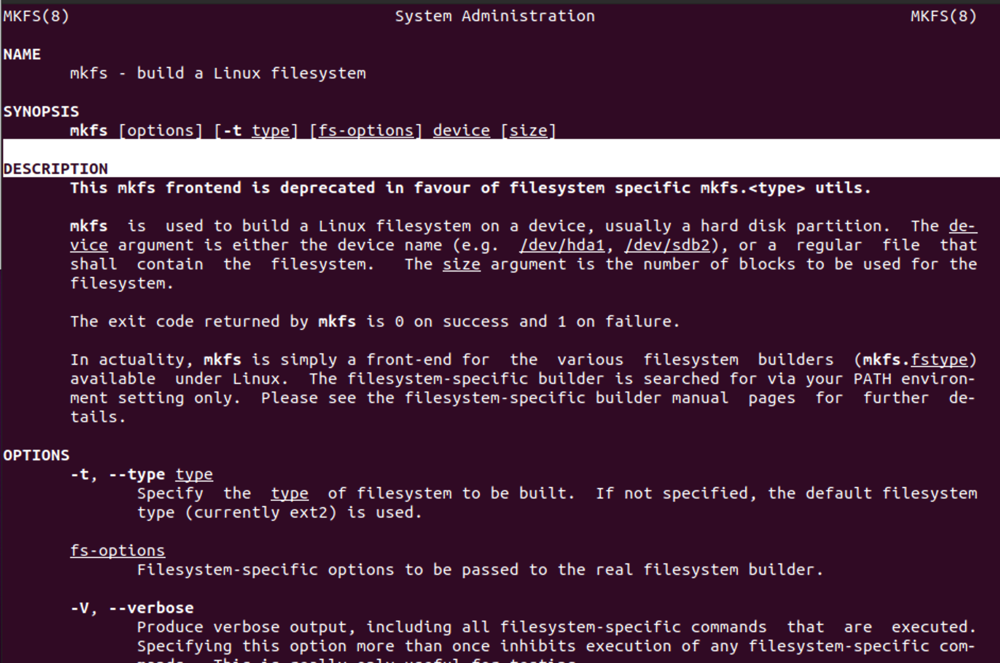 MKFS(8) System Administration MKFS(8)
NAME
mkfs - build a Linux filesystem
SYNOPSIS
mkfs [options] [-t type] [fs-options] device [size]
DESCRIPTION
This mkfs frontend is deprecated in favour of filesystem specific mkfs.<type> utils.
mkfs is used to build a Linux filesystem on a device, usually a hard disk partition. The de-
vice argument is either the device name (e.g. /dev/hda1, /dev/sdb2), or a regular file that
shall contain the filesystem. The size argument is the number of blocks to be used for the
filesystem.
The exit code returned by mkfs is 0 on success and 1 on failure.
In actuality, mkfs is simply a front-end for the various filesystem builders (mkfs.fstype)
available under Linux. The filesystem-specific builder is searched for via your PATH environ-
ment setting only. Please see the filesystem-specific builder manual pages for further de-
tails.
OPTIONS
-t, --type type
Specify the type of filesystem to be built. If not specified, the default filesystem
type (currently ext2) is used.
fs-options
Filesystem-specific options to be passed to the real filesystem builder.
-V, --verbose
Produce verbose output, including all filesystem-specific commands that are executed.
Specifying this option more than once inhibits execution of any filesystem-specific com-
mands. This is really only useful for testing.